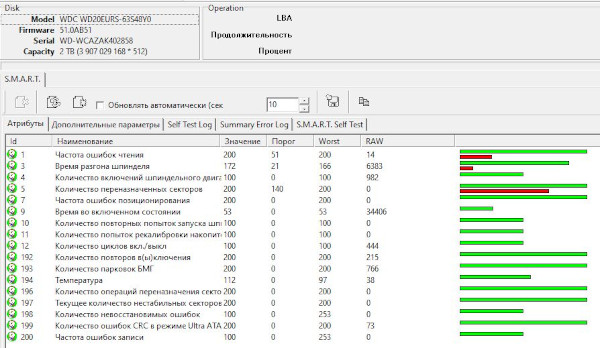 Disk
Model WDC WD20EURS-63S48Y0
Firmware 51.0AB51
Serial WD-WCAZAK402858
Capacity 2 TB (3 907 029 168 * 512)
Operation
LBA
Продолжительность
Процент
S.M.A.R.T.
Обновлять автоматически (сек 10
Атрибуты Дополнительные параметры Self Test Log Summary Error Log S.M.A.R.T. Self Test
Id Наименование Значение Порог Worst RAW
1 Частота ошибок чтения 200 51 200 14
3 Время разгона шпинделя 172 21 166 6383
4 Количество включений шпиндельного двига 100 0 100 982
5 Количество переназначенных секторов 200 140 200 0
7 Частота ошибок позиционирования 200 0 200 0
9 Время во включенном состоянии 53 0 53 34406
10 Количество повторных попыток запуска шп 100 0 100 0
11 Количество попыток рекалибровки накопит 100 0 100 0
12 Количество циклов вкл./выкл 100 0 100 444
192 Количество повторов в(ы)ключения 200 0 200 215
193 Количество парковок БМГ 200 0 200 766
194 Температура 112 0 97 38
196 Количество операций переназначения секто 200 0 200 0
197 Текущее количество нестабильных секторов 200 0 200 0
198 Количество невосстановимых ошибок 100 0 253 0
199 Количество ошибок CRC в режиме Ultra ATA 200 0 200 73
200 Частота ошибок записи 100 0 253 0